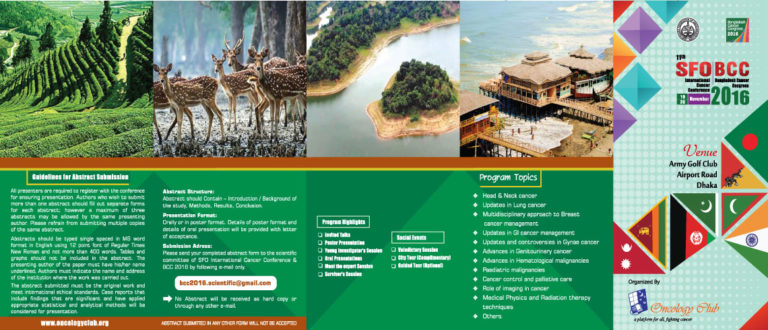 Guidelines for Abstract Submission
All presenters are required to register with the conference
for ensuring presentation. Authors who wish to submit
more than one abstract should fill out separate forms
for each abstract, however a maximum of three
abstracts may be allowed by the same presenting
author. Please refrain from submitting multiple copies
of the same abstract.
Abstracts should be typed single spaced in MS word
format in English using 12 point font of Regular Times
New Roman and not more than 400 words. Tables and
graphs should not be included in the abstract. The
presenting author of the paper must have his/her name
underlined. Authors must indicate the name and address
of the institution where the work was carried out.
The abstract submitted must be the original work and
meet international ethical standards. Case reports that
include findings that are significant and have applied
appropriate statistical and analytical methods will be
considered for presentation.
www.oncologyclub.org
Abstract Structure:
Abstract should Contain – Introduction / Background of
the study, Methods, Results, Conclusion.
Presentation Format:
Orally or in poster format. Details of poster format and
details of oral presentation will be provided with letter
of acceptance.
Submission Adress:
Please send your completed abstract form to the scientific
committee of SFO International Cancer Conference &
BCC 2016 by following e-mail only.
bcc2016.scientific@gmail.com
No Abstract will be received as hard copy or
through any other e-mail.
ABSTRACT SUBMITTED IN ANY OTHER FORM WILL NOT BE ACCEPTED
Program Highlights
Invited Talks
Poster Presentation
Young Investigator's Session
Oral Presentations
Meet the expert Session
Survivor's Session
Social Events
Valedictory Session
City Tour (Complimentary)
Guided Tour (Optional)
Program Topics
Head & Neck cancer
Updates in Lung cancer
Multidisciplinary approach to Breast
cancer management
Updates in GI cancer management
Updates and controversies in Gynae cancer
Advances in Genitourinary cancer
Advances in Hematological malignancies
Paediatric malignancies
Cancer control and palliative care
Role of imaging in cancer
Medical Physics and Radiation therapy
techniques
Others
Bangladesh
Cancer
Congress
2016
11th
SFO BCC
International
Cancer
Conference
Bangladesh Cancer
Congress
November
2016
Venue
Army Golf Club
Airport Road
Dhaka
Organized By
Oncology Club
a platform for all, fighting cancer